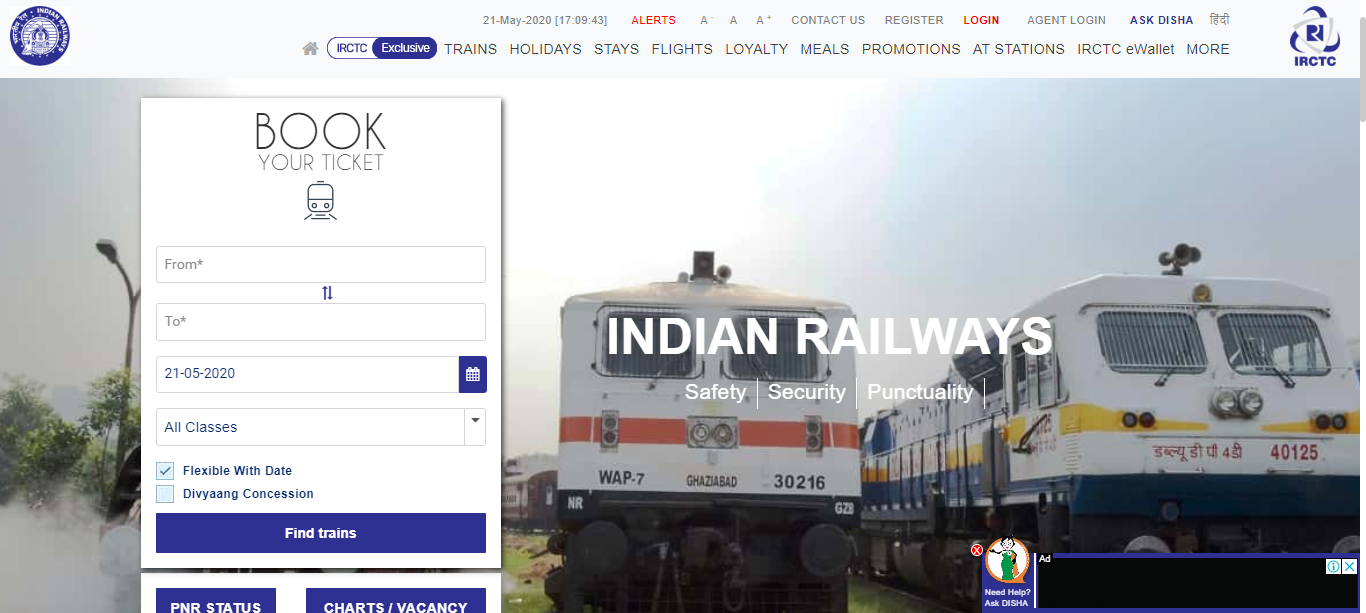 INDIAN RAILWAYS
21-May-2020 [17:09:43] ALERTS A- A A+ CONTACT US REGISTER LOGIN AGENT LOGIN ASK DISHA हिंदी
IRCTC Exclusive TRAINS HOLIDAYS STAYS FLIGHTS LOYALTY MEALS PROMOTIONS AT STATIONS IRCTC eWallet MORE
IRCTC
BOOK
YOUR TICKET
From*
To*
21-05-2020
All Classes
Flexible With Date
Divyaang Concession
Find trains
PNR STATUS CHARTS / VACANCY
INDIAN RAILWAYS
Safety Security Punctuality
WAP-7 GHAZIABAD 30216
NR GZB
डब्ल्यू डी पी 4डी 40125
Ad
Need Help?
Ask DISHA